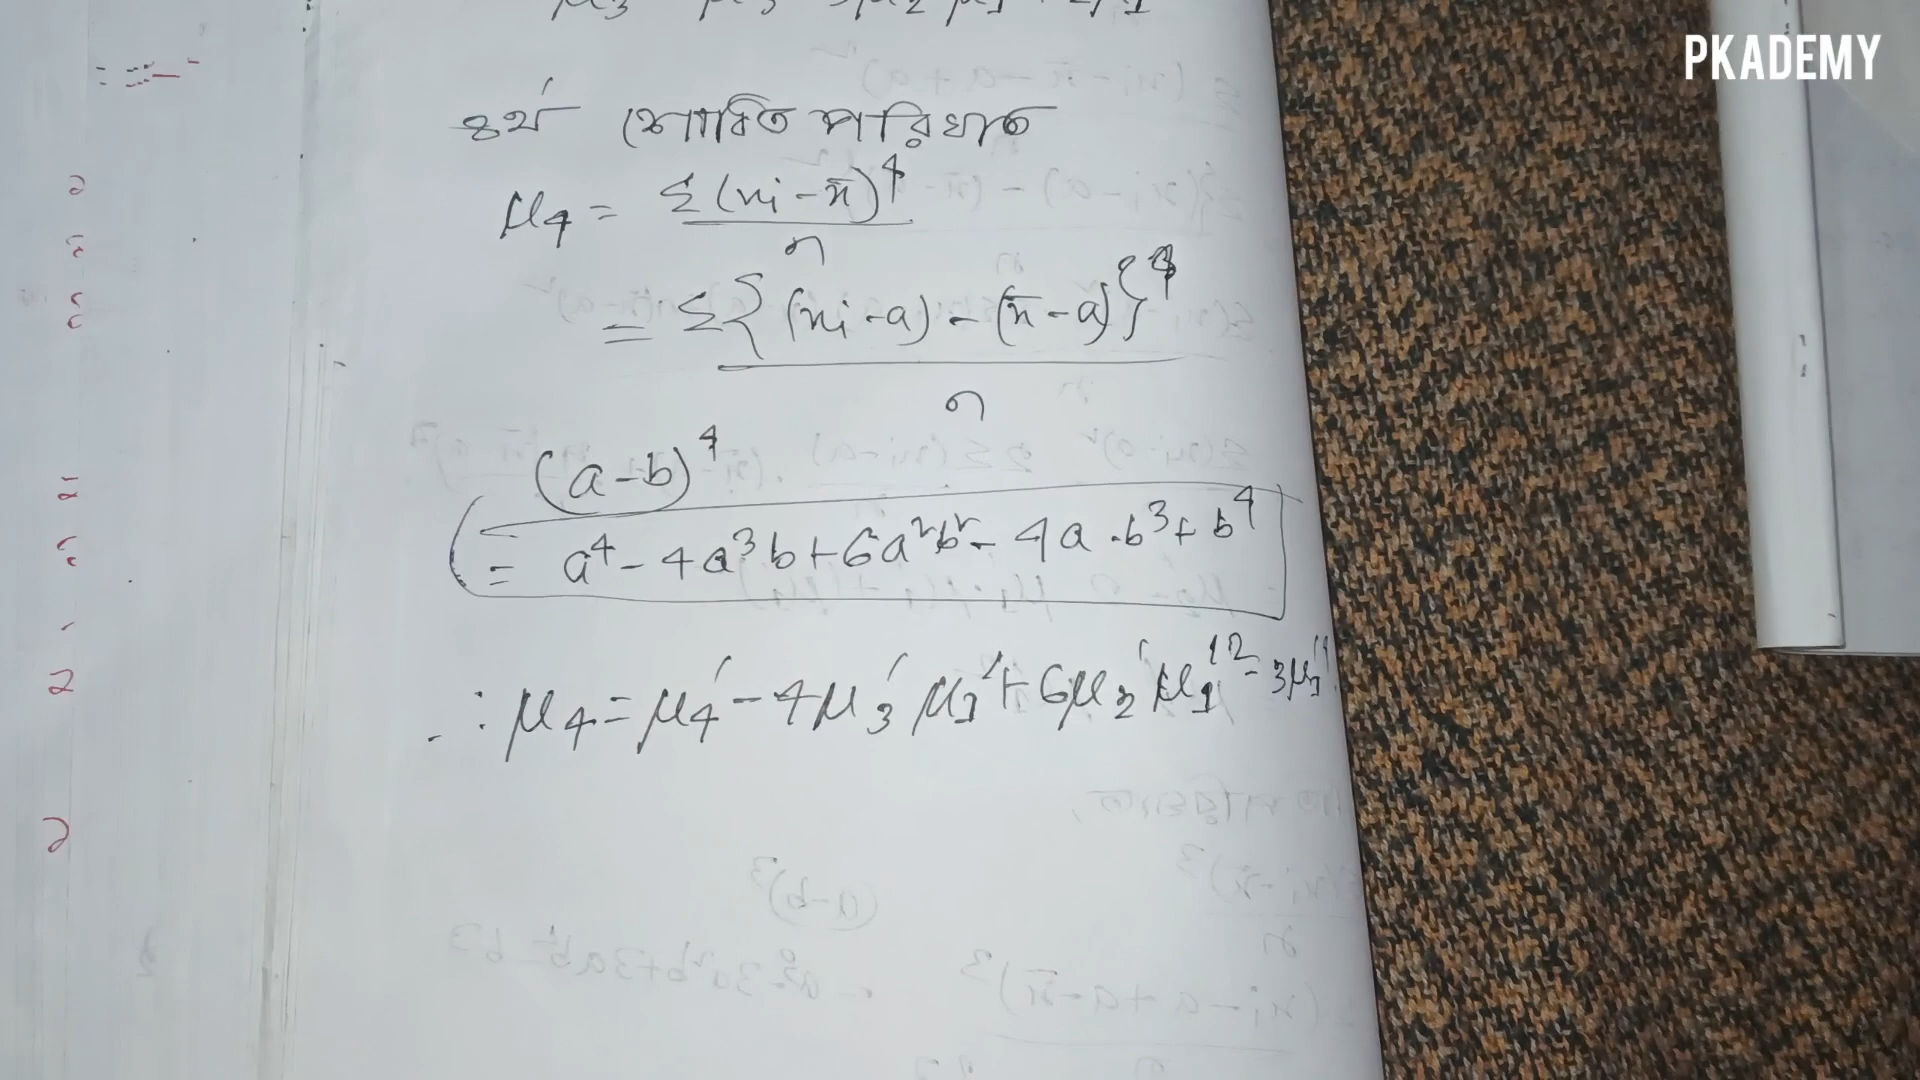 PKADEMY
৪র্থ শোধিত পরিঘাত
μ₄ = Σ(xi - x̄)⁴ / n
= Σ{(xi - a) - (x̄ - a)}⁴ / n
(a-b)⁴
= a⁴ - 4a³b + 6a²b² - 4a·b³ + b⁴
∴ μ₄ = μ₄′ - 4μ₃′ μ₁′ + 6μ₂′ μ₁′² - 3μ₁′⁴